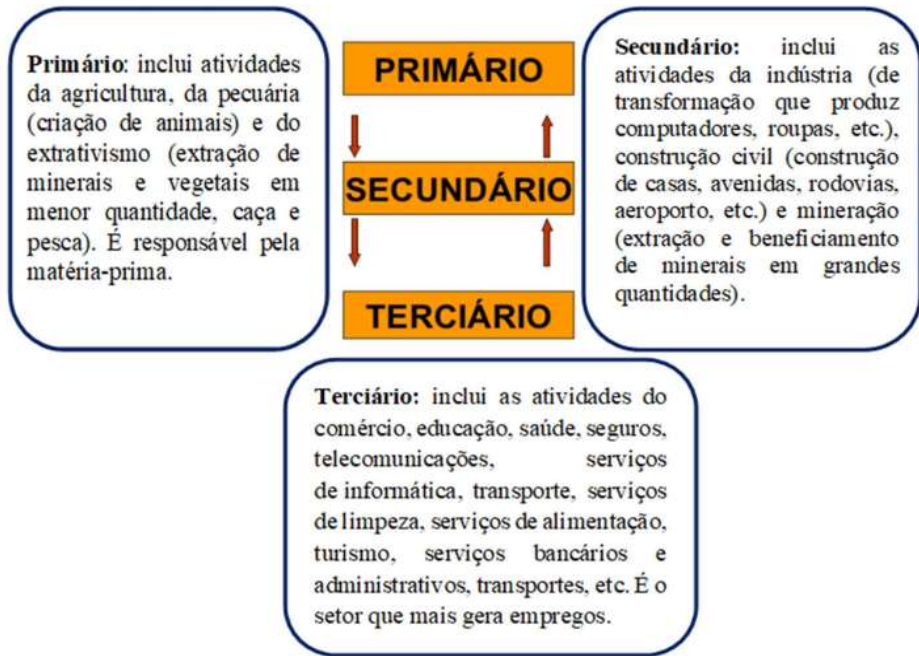 Primário: inclui atividades
da agricultura, da pecuária
(criação de animais) e do
extrativismo (extração de
minerais e vegetais em
menor quantidade, caça e
pesca). É responsável pela
matéria-prima.
PRIMÁRIO
SECUNDÁRIO
TERCIÁRIO
Secundário: inclui as
atividades da indústria (de
transformação que produz
computadores, roupas, etc.),
construção civil (construção
de casas, avenidas, rodovias,
aeroporto, etc.) e mineração
(extração e beneficiamento
de minerais em grandes
quantidades).
Terciário: inclui as atividades do
comércio, educação, saúde, seguros,
telecomunicações, serviços
de informática, transporte, serviços
de limpeza, serviços de alimentação,
turismo, serviços bancários e
administrativos, transportes, etc. É o
setor que mais gera empregos.